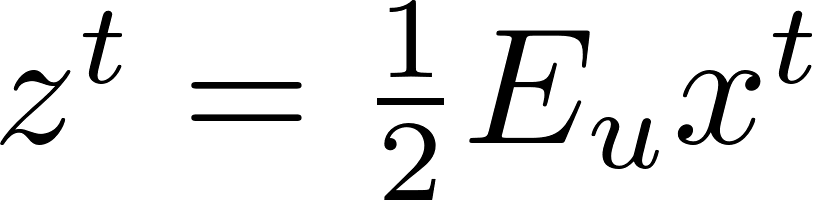 z^t = \frac{1}{2} E_u x^t